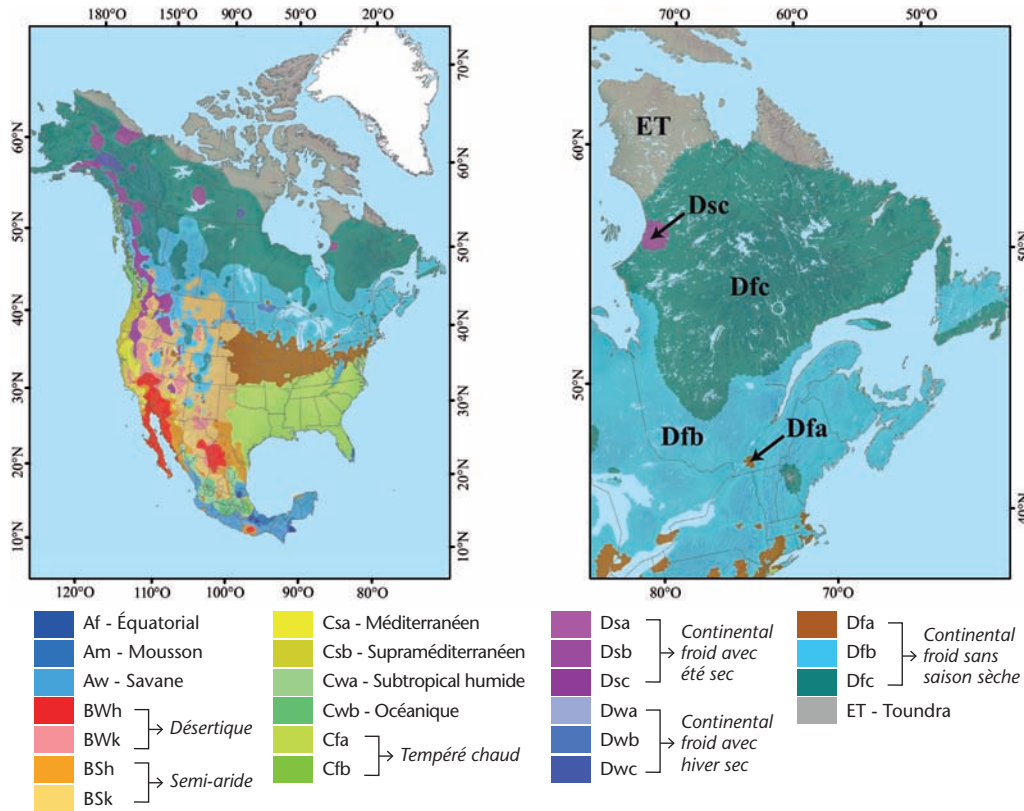 180°O 150°O 90°O 50°O 20°O
70°N
60°N
60°N
50°N
50°N
40°N
40°N
30°N
30°N
20°N
20°N
10°N
10°N
120°O 110°O 100°O 90°O 80°O
70°O 60°O 50°O
60°N
50°N
50°N
40°N
80°O 70°O
ET
Dsc
Dfc
Dfb
Dfa
Af - Équatorial
Am - Mousson
Aw - Savane
BWh
BWk
Désertique
BSh
BSk
Semi-aride
Csa - Méditerranéen
Csb - Supraméditerranéen
Cwa - Subtropical humide
Cwb - Océanique
Cfa
Cfb
Tempéré chaud
Dsa
Dsb
Dsc
Continental
froid avec
été sec
Dwa
Dwb
Dwc
Continental
froid avec
hiver sec
Dfa
Dfb
Dfc
Continental
froid sans
saison sèche
ET - Toundra